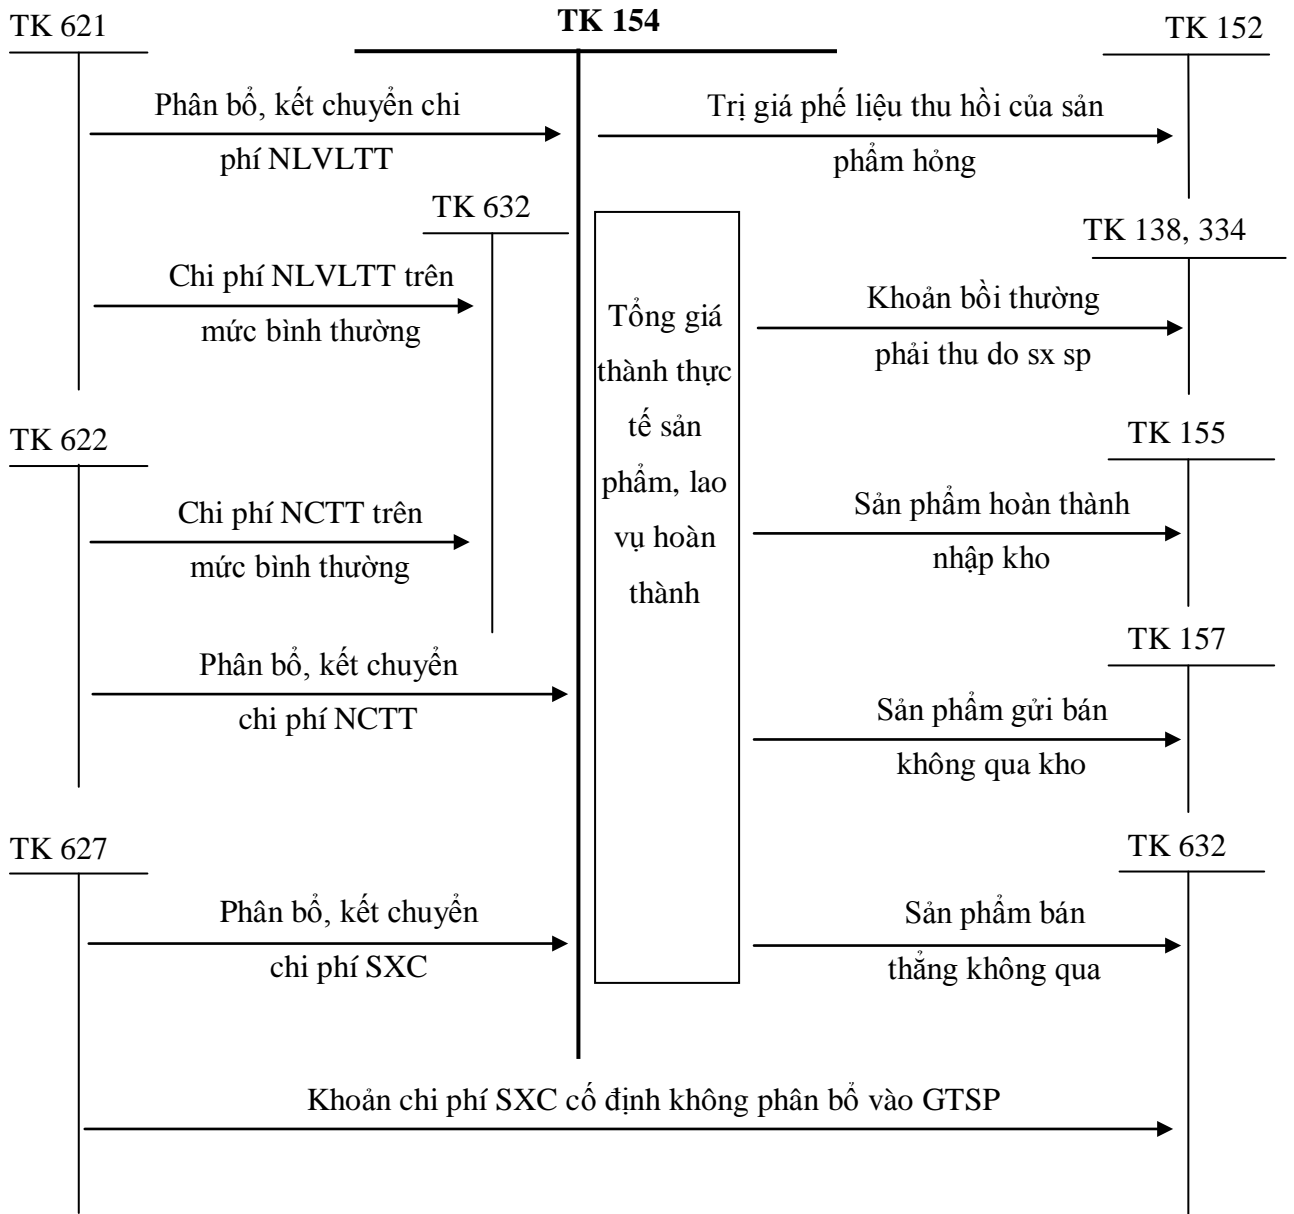 TK 621
TK 154
TK 152
Phân bổ, kết chuyển chi
phí NLVLTT
Trị giá phế liệu thu hồi của sản
phẩm hỏng
TK 632
TK 138, 334
Chi phí NLVLTT trên
mức bình thường
Tổng giá
thành thực
tế sản
phẩm, lao
vụ hoàn
thành
Khoản bồi thường
phải thu do sx sp
TK 622
TK 155
Chi phí NCTT trên
mức bình thường
Sản phẩm hoàn thành
nhập kho
TK 157
Phân bổ, kết chuyển
chi phí NCTT
Sản phẩm gửi bán
không qua kho
TK 627
TK 632
Phân bổ, kết chuyển
chi phí SXC
Sản phẩm bán
thẳng không qua
Khoản chi phí SXC cố định không phân bổ vào GTSP